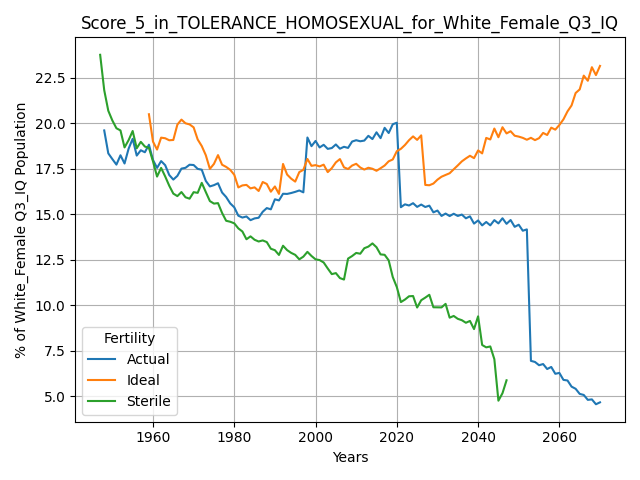 Score_5_in_TOLERANCE_HOMOSEXUAL_for_White_Female_Q3_IQ
% of White_Female Q3_IQ Population
22.5
20.0
17.5
15.0
12.5
10.0
7.5
5.0
Fertility
Actual
Ideal
Sterile
1960 1980 2000 2020 2040 2060
Years